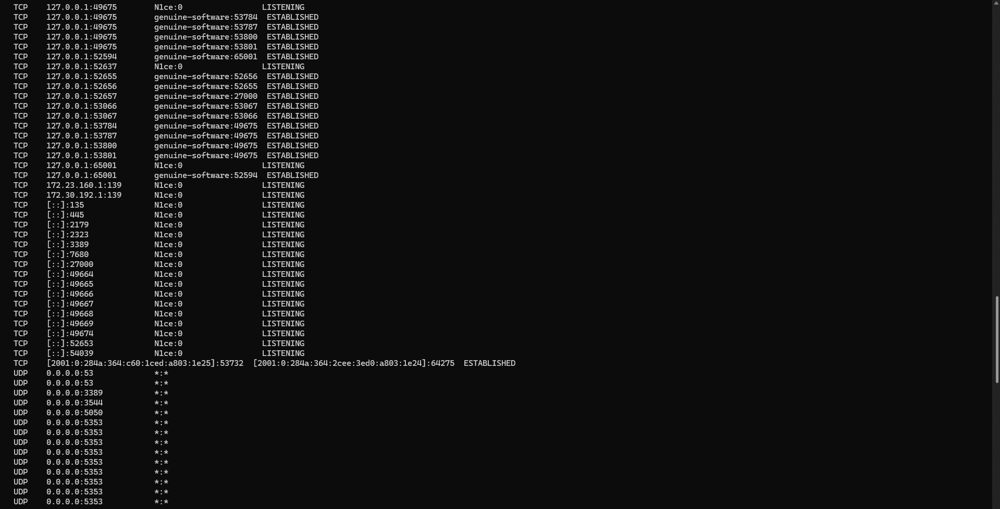 TCP    127.0.0.1:49675        N1ce:0                 LISTENING
TCP    127.0.0.1:49675        genuine-software:53784  ESTABLISHED
TCP    127.0.0.1:49675        genuine-software:53787  ESTABLISHED
TCP    127.0.0.1:49675        genuine-software:53800  ESTABLISHED
TCP    127.0.0.1:49675        genuine-software:53801  ESTABLISHED
TCP    127.0.0.1:52594        genuine-software:65001  ESTABLISHED
TCP    127.0.0.1:52637        N1ce:0                 LISTENING
TCP    127.0.0.1:52655        genuine-software:52656  ESTABLISHED
TCP    127.0.0.1:52656        genuine-software:52655  ESTABLISHED
TCP    127.0.0.1:52657        genuine-software:27000  ESTABLISHED
TCP    127.0.0.1:53066        genuine-software:53067  ESTABLISHED
TCP    127.0.0.1:53067        genuine-software:53066  ESTABLISHED
TCP    127.0.0.1:53784        genuine-software:49675  ESTABLISHED
TCP    127.0.0.1:53787        genuine-software:49675  ESTABLISHED
TCP    127.0.0.1:53800        genuine-software:49675  ESTABLISHED
TCP    127.0.0.1:53801        genuine-software:49675  ESTABLISHED
TCP    127.0.0.1:65001        N1ce:0                 LISTENING
TCP    127.0.0.1:65001        genuine-software:52594  ESTABLISHED
TCP    172.23.160.1:139       N1ce:0                 LISTENING
TCP    172.30.192.1:139       N1ce:0                 LISTENING
TCP    [::]:135               N1ce:0                 LISTENING
TCP    [::]:445               N1ce:0                 LISTENING
TCP    [::]:2179              N1ce:0                 LISTENING
TCP    [::]:2323              N1ce:0                 LISTENING
TCP    [::]:3389              N1ce:0                 LISTENING
TCP    [::]:7680              N1ce:0                 LISTENING
TCP    [::]:27000             N1ce:0                 LISTENING
TCP    [::]:49664             N1ce:0                 LISTENING
TCP    [::]:49665             N1ce:0                 LISTENING
TCP    [::]:49666             N1ce:0                 LISTENING
TCP    [::]:49667             N1ce:0                 LISTENING
TCP    [::]:49668             N1ce:0                 LISTENING
TCP    [::]:49669             N1ce:0                 LISTENING
TCP    [::]:49674             N1ce:0                 LISTENING
TCP    [::]:52653             N1ce:0                 LISTENING
TCP    [::]:54039             N1ce:0                 LISTENING
TCP    [2001:0:284a:364:c60:1ced:a803:1e25]:53732  [2001:0:284a:364:2cee:3ed0:a803:1e24]:64275  ESTABLISHED
UDP    0.0.0.0:53             *:*
UDP    0.0.0.0:53             *:*
UDP    0.0.0.0:3389           *:*
UDP    0.0.0.0:3544           *:*
UDP    0.0.0.0:5050           *:*
UDP    0.0.0.0:5353           *:*
UDP    0.0.0.0:5353           *:*
UDP    0.0.0.0:5353           *:*
UDP    0.0.0.0:5353           *:*
UDP    0.0.0.0:5353           *:*
UDP    0.0.0.0:5353           *:*
UDP    0.0.0.0:5353           *:*
UDP    0.0.0.0:5353           *:*
UDP    0.0.0.0:5353           *:*